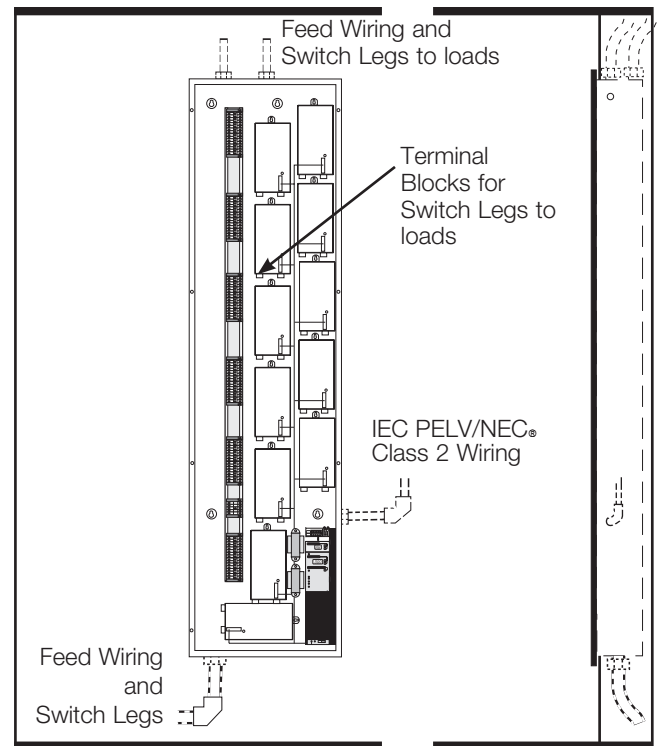 Feed Wiring and
Switch Legs to loads
Terminal
Blocks for
Switch Legs to
loads
IEC PELV/NEC®
Class 2 Wiring
Feed Wiring
and
Switch Legs